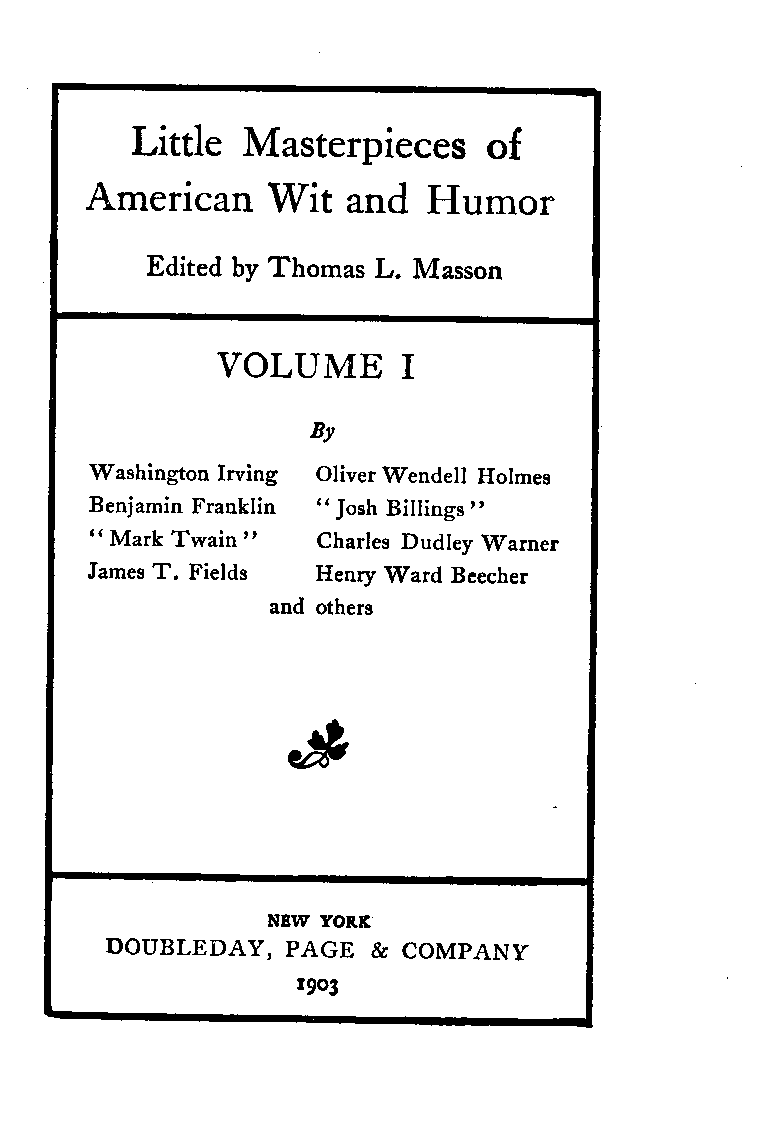 Little Masterpieces of
American Wit and Humor
Edited by Thomas L. Masson
VOLUME I
By
Washington Irving
Benjamin Franklin
“Mark Twain”
James T. Fields
Oliver Wendell Holmes
“Josh Billings”
Charles Dudley Warner
Henry Ward Beecher
and others
NEW YORK
DOUBLEDAY, PAGE & COMPANY
1903